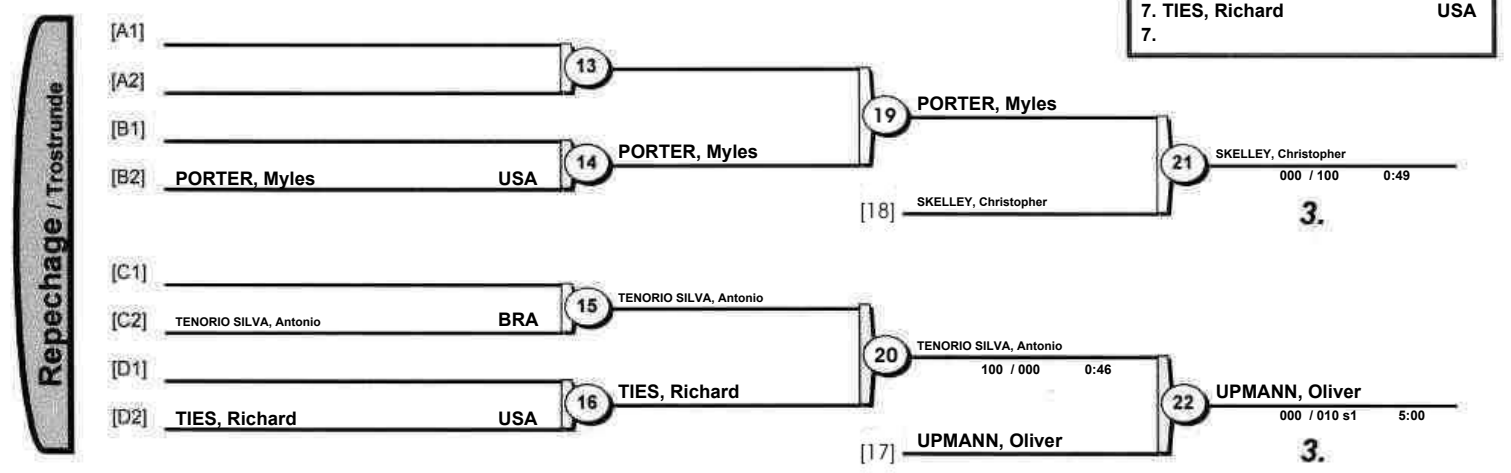 7. TIES, Richard USA
7.
Repechage / Trostrunde
[A1]
13
[A2]
PORTER, Myles
19
[B1]
PORTER, Myles
14
SKELLEY, Christopher
21
[B2] PORTER, Myles USA
000 / 100 0:49
[18] SKELLEY, Christopher
3.
[C1]
15 TENORIO SILVA, Antonio
[C2] TENORIO SILVA, Antonio BRA
20 TENORIO SILVA, Antonio
100 / 000 0:46
[D1]
16 TIES, Richard
22 UPMANN, Oliver
000 / 010 s1 5:00
[D2] TIES, Richard USA
[17] UPMANN, Oliver
3.